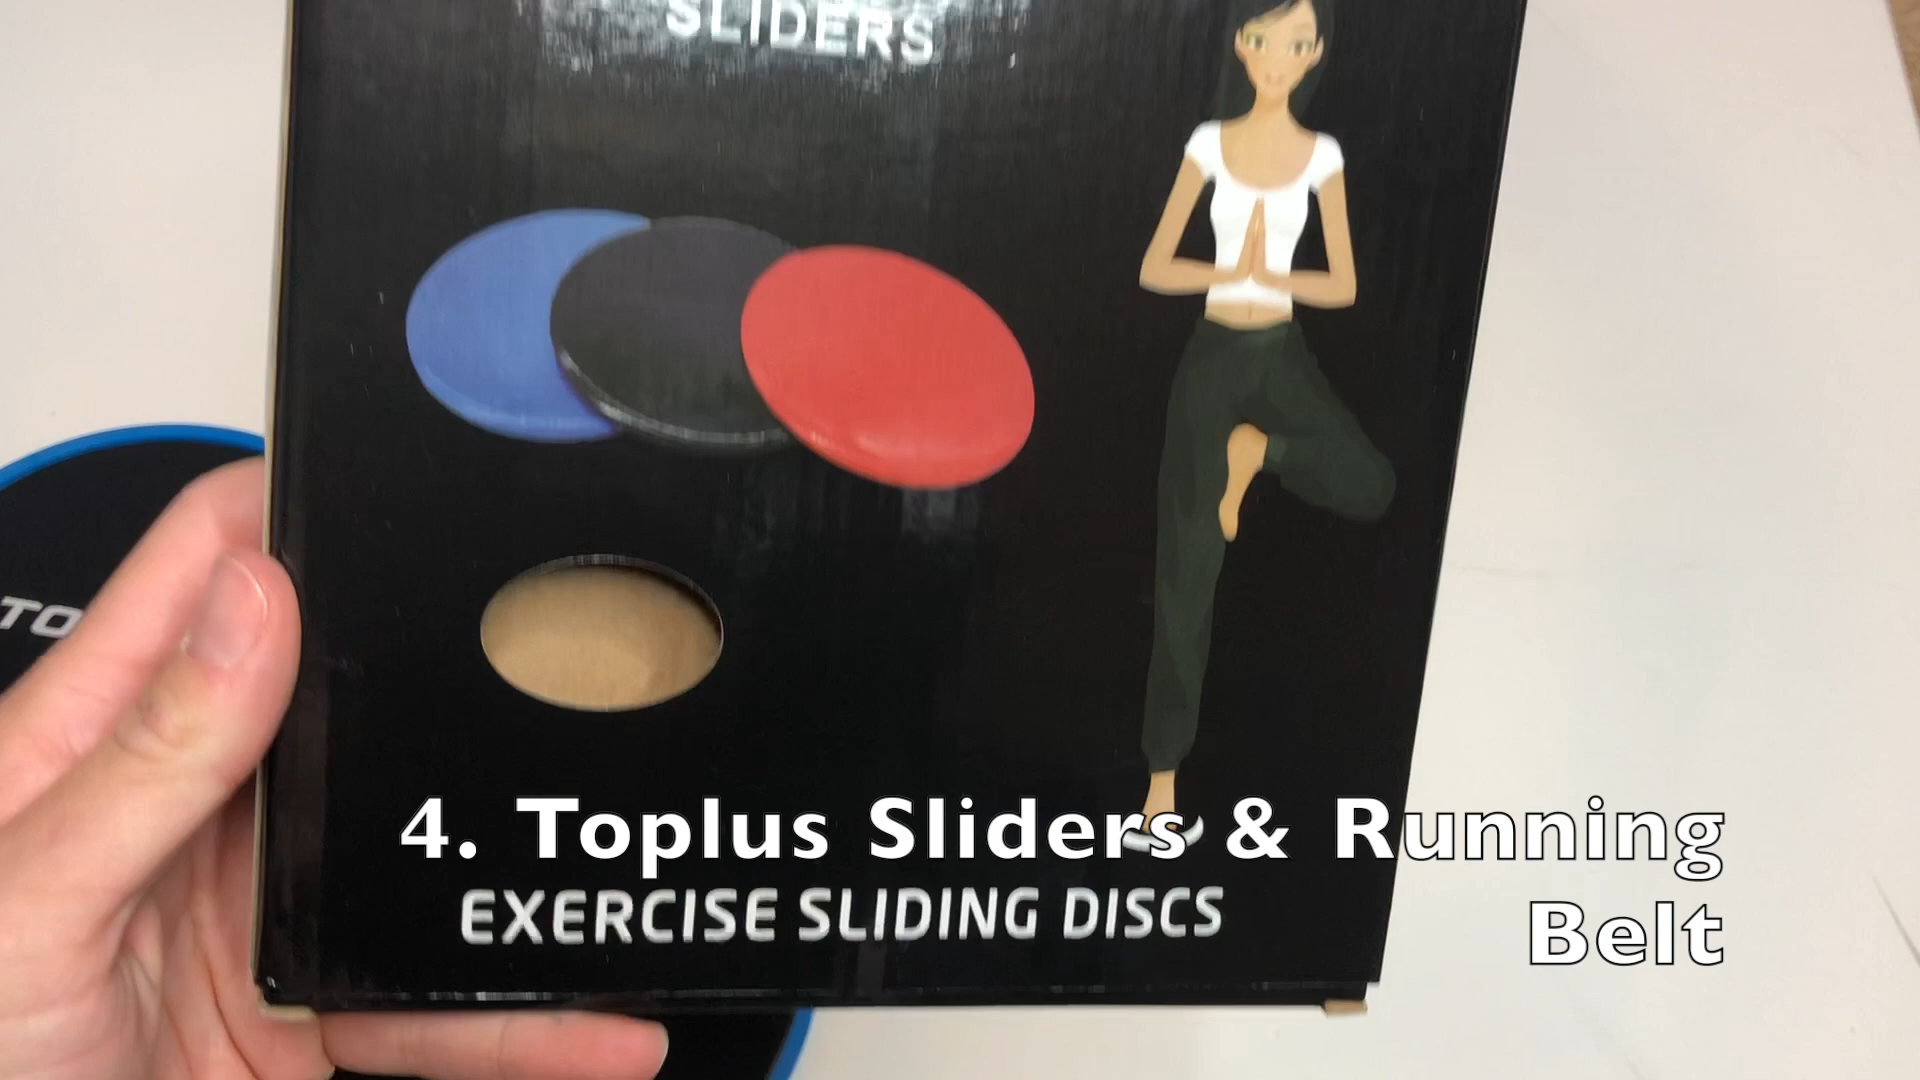 SLIDERS
TO
4. Toplus Sliders & Running
Belt
EXERCISE SLIDING DISCS